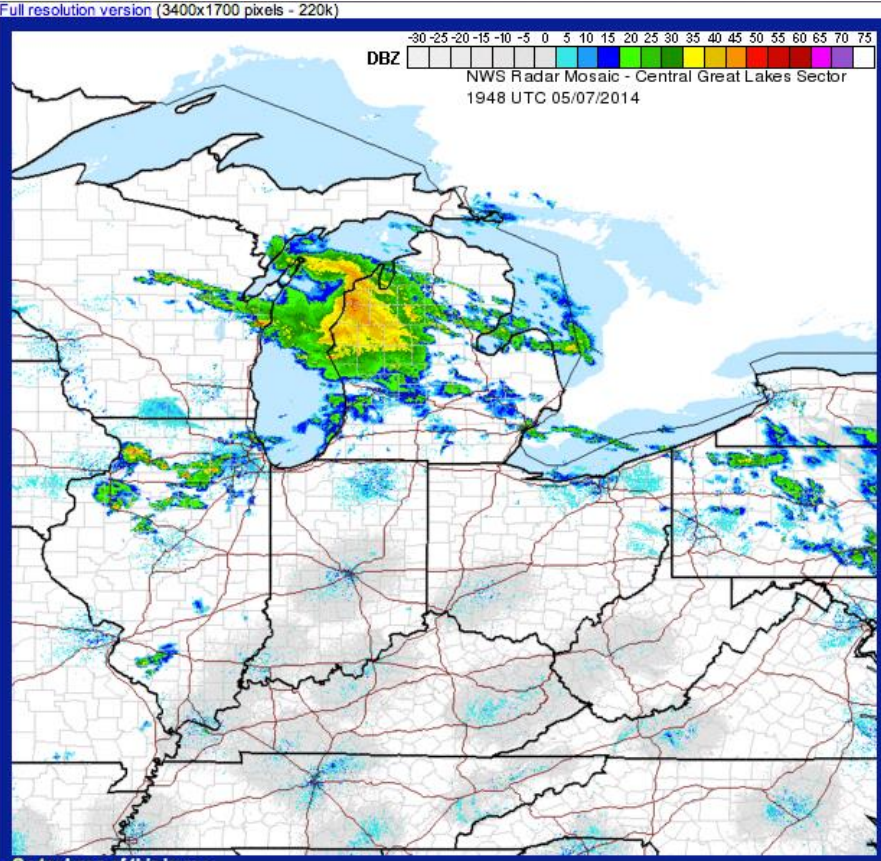 Full resolution version (3400x1700 pixels - 220k)
-30 -25 -20 -15 -10 -5 0 5 10 15 20 25 30 35 40 45 50 55 60 65 70 75
DBZ
NWS Radar Mosaic - Central Great Lakes Sector
1948 UTC 05/07/2014